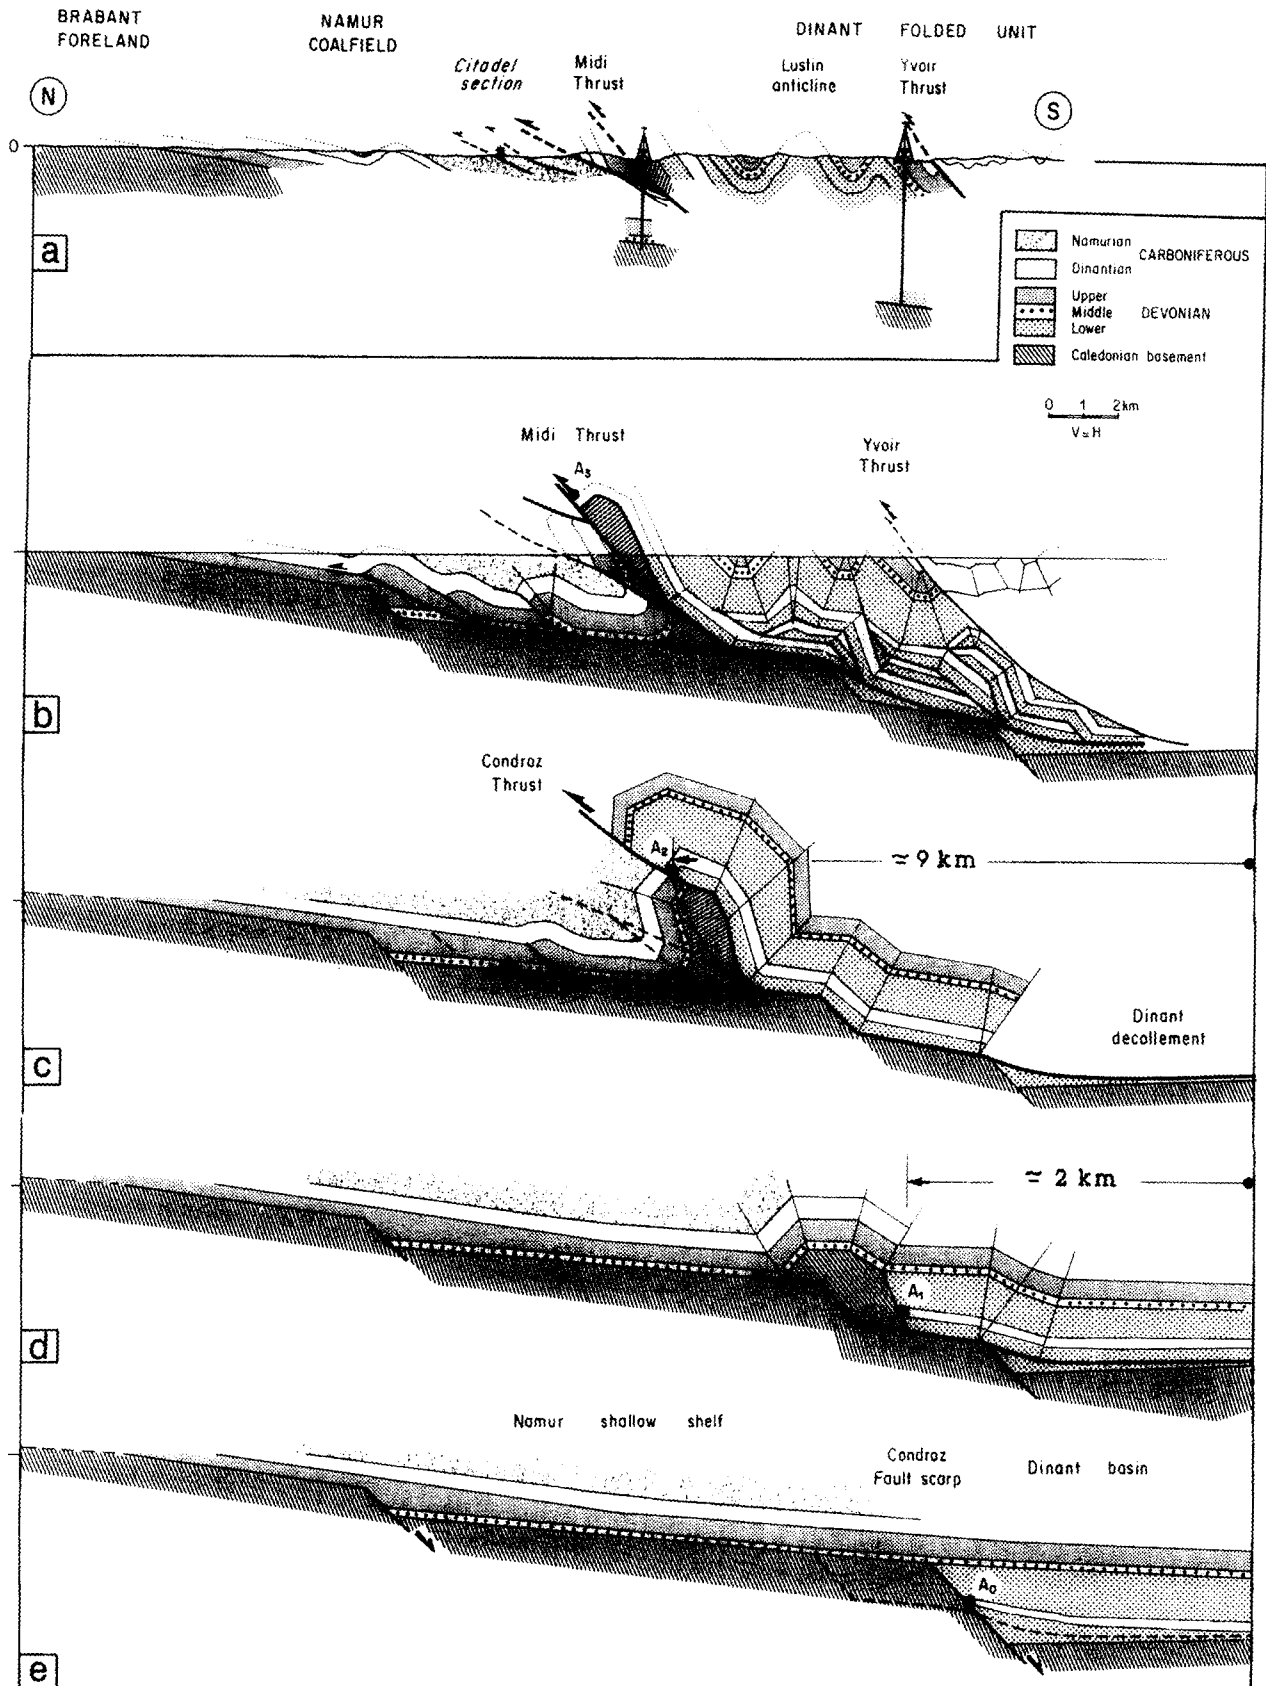 BRABANT
FORELAND
NAMUR
COALFIELD
DINANT FOLDED UNIT
Citadel
section
Midi
Thrust
Lustin
anticline
Yvoir
Thrust
N
S
0
a
Namurian
CARBONIFEROUS
Dinantian
Upper
Middle
DEVONIAN
Lower
Caledonian basement
0 1 2km
V=H
Midi Thrust
A3
Yvoir
Thrust
b
Condroz
Thrust
A2
≃ 9 km
Dinant
decollement
c
≃ 2 km
A1
d
Namur shallow shelf
Condroz
Fault scarp
Dinant basin
A0
e